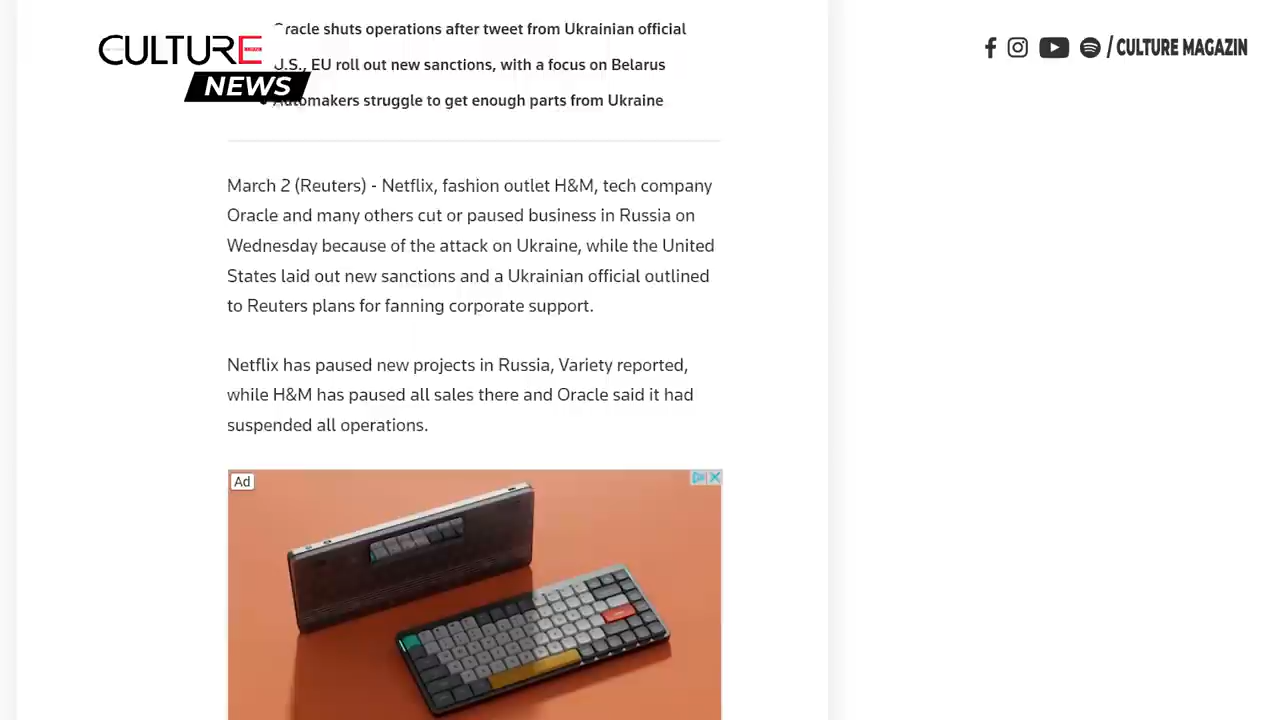 CULTURE
NEWS
Oracle shuts operations after tweet from Ukrainian official
U.S., EU roll out new sanctions, with a focus on Belarus
Automakers struggle to get enough parts from Ukraine
/ CULTURE MAGAZIN
March 2 (Reuters) - Netflix, fashion outlet H&M, tech company
Oracle and many others cut or paused business in Russia on
Wednesday because of the attack on Ukraine, while the United
States laid out new sanctions and a Ukrainian official outlined
to Reuters plans for fanning corporate support.
Netflix has paused new projects in Russia, Variety reported,
while H&M has paused all sales there and Oracle said it had
suspended all operations.
Ad